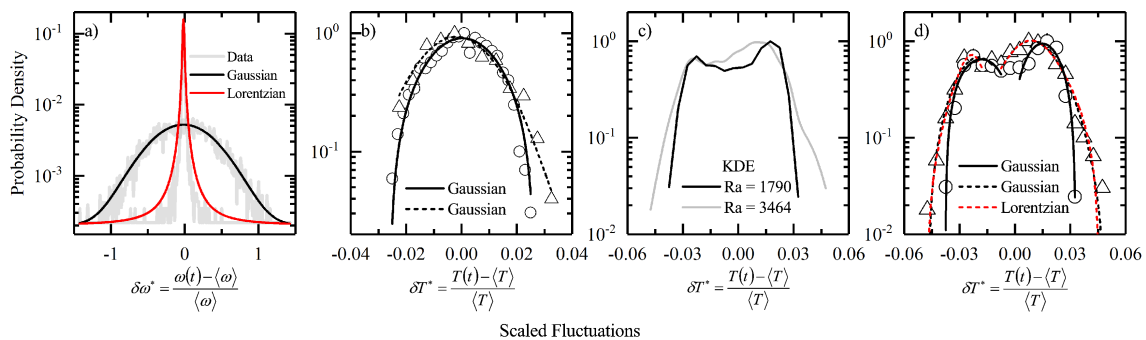 Probability Density
a)
10⁻¹
10⁻²
10⁻³
Data
Gaussian
Lorentzian
-1
0
1
δω* = ω(t) − ⟨ω⟩ / ⟨ω⟩
b)
10⁰
10⁻¹
Gaussian
Gaussian
-0.04
-0.02
0.00
0.02
0.04
δT* = T(t) − ⟨T⟩ / ⟨T⟩
c)
10⁰
10⁻¹
10⁻²
KDE
Ra = 1790
Ra = 3464
-0.06
-0.03
0.00
0.03
0.06
δT* = T(t) − ⟨T⟩ / ⟨T⟩
d)
10⁰
10⁻¹
10⁻²
Gaussian
Gaussian
Lorentzian
-0.06
-0.03
0.00
0.03
0.06
δT* = T(t) − ⟨T⟩ / ⟨T⟩
Scaled Fluctuations